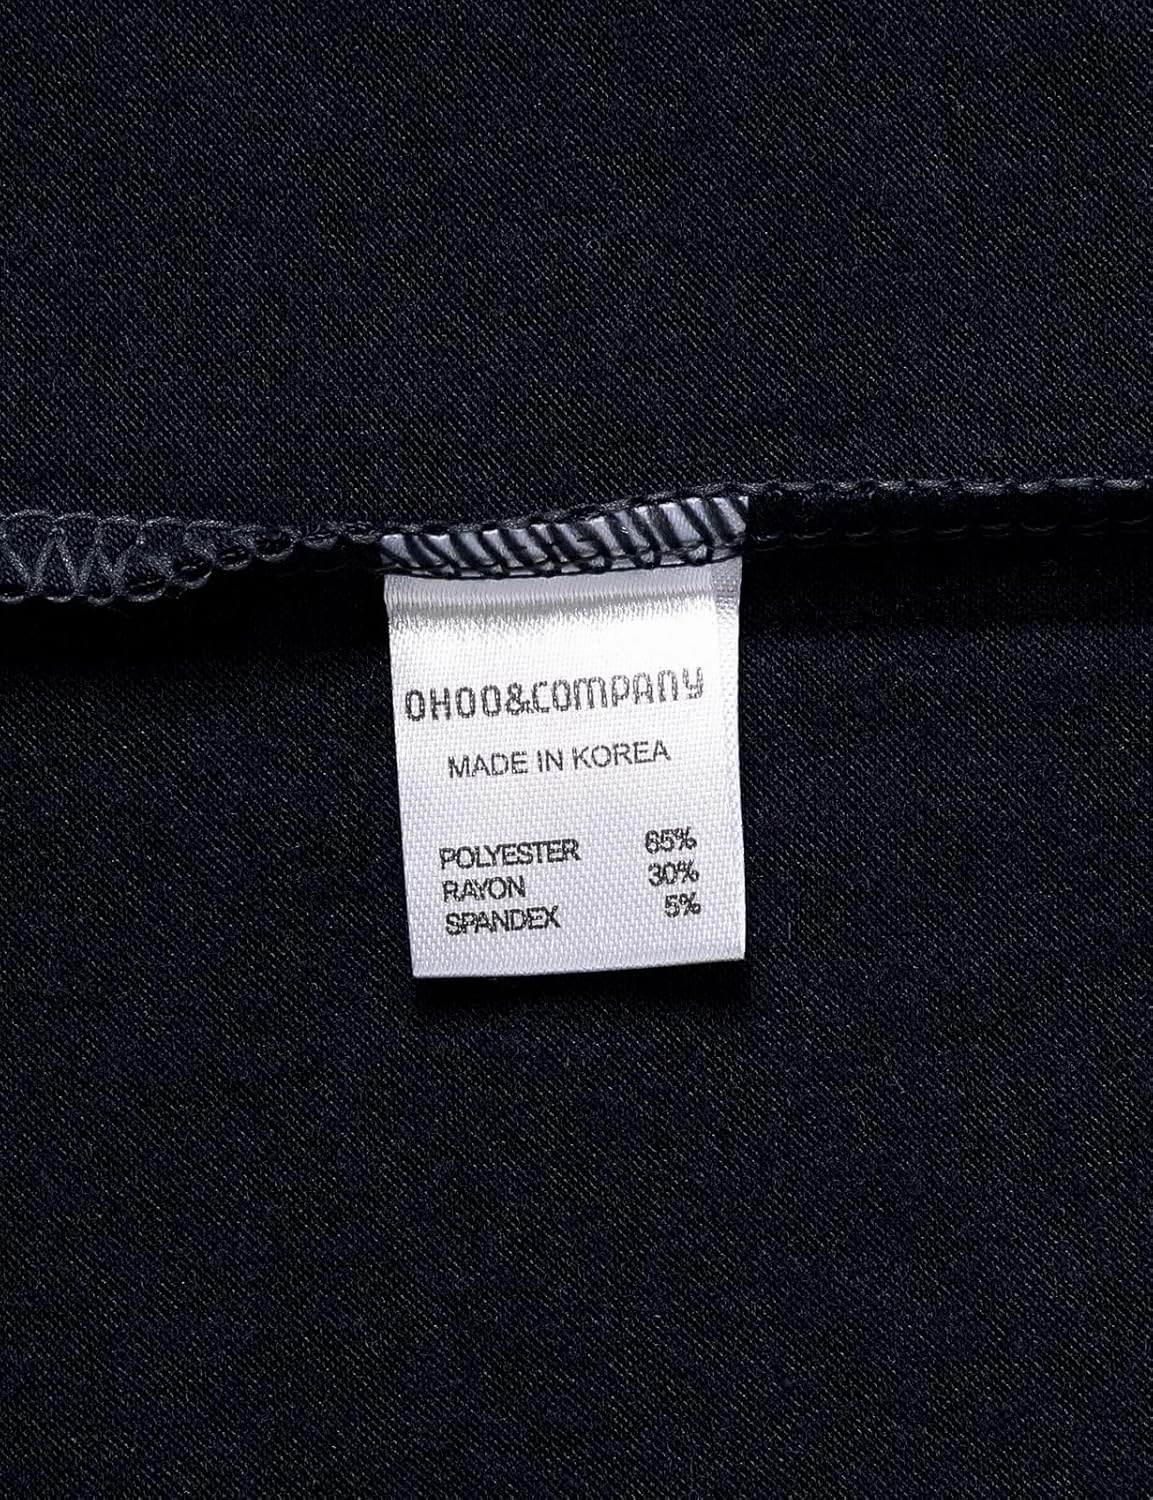 OHOO&COMPANY
MADE IN KOREA
POLYESTER 65%
RAYON 30%
SPANDEX 5%